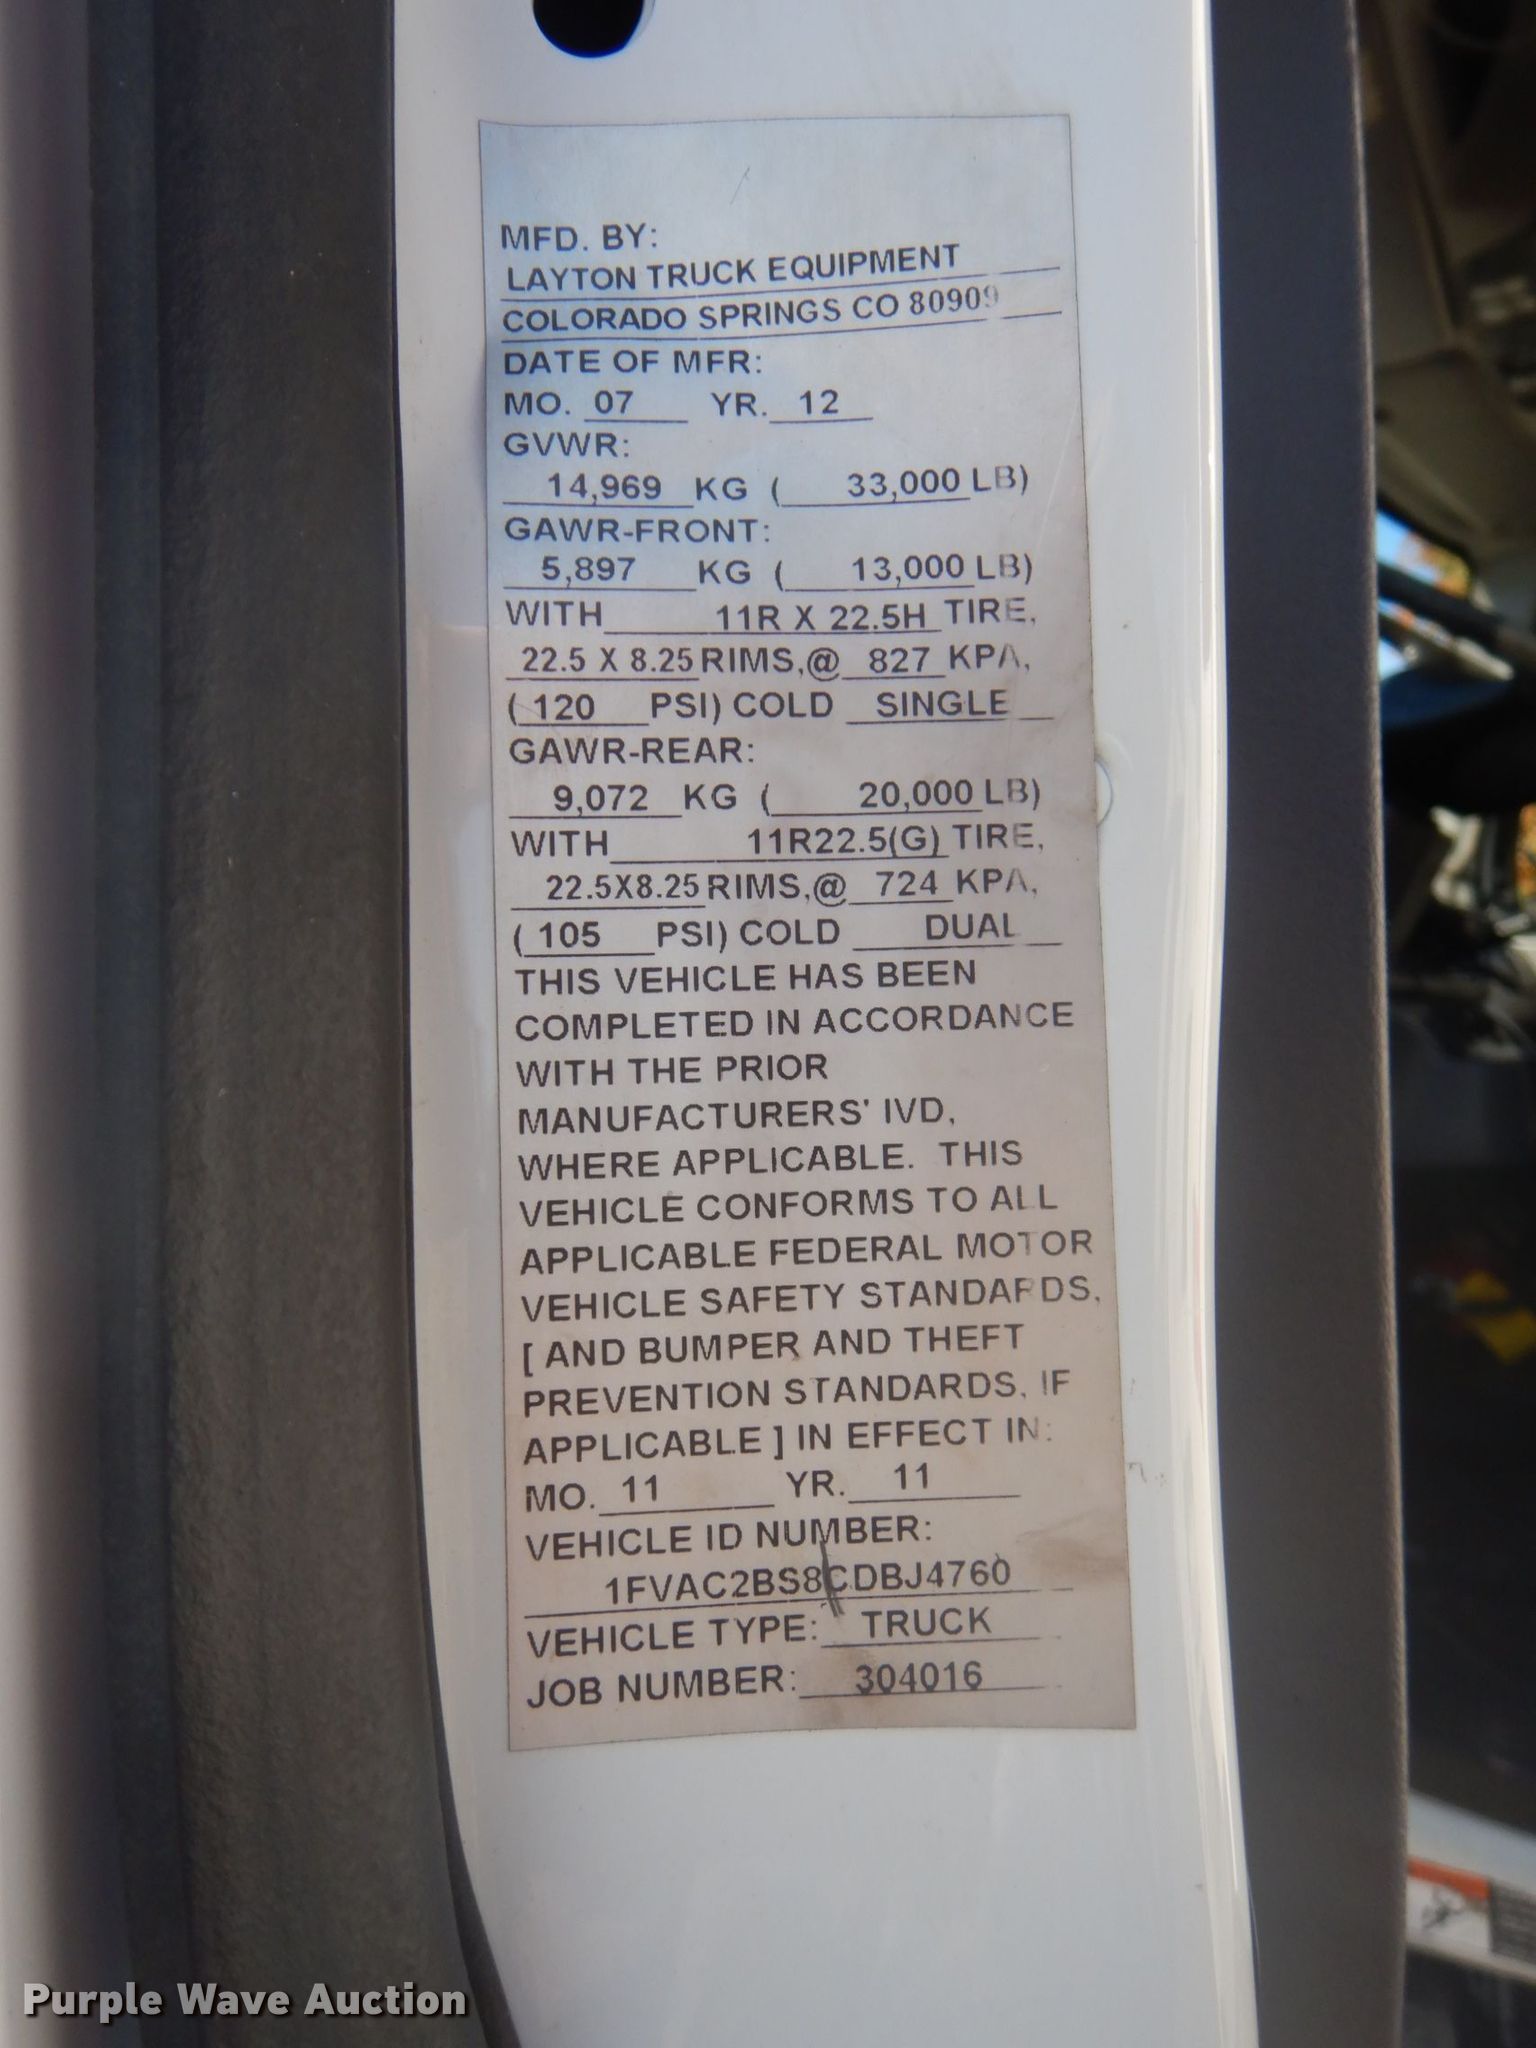 MFD. BY:
LAYTON TRUCK EQUIPMENT
COLORADO SPRINGS CO 80909
DATE OF MFR:
MO. 07 YR. 12
GVWR:
14,969 KG ( 33,000 LB)
GAWR-FRONT:
5,897 KG ( 13,000 LB)
WITH 11R X 22.5H TIRE,
22.5 X 8.25 RIMS,@ 827 KPA,
( 120 PSI) COLD SINGLE
GAWR-REAR:
9,072 KG ( 20,000 LB)
WITH 11R22.5(G) TIRE,
22.5X8.25 RIMS,@ 724 KPA,
( 105 PSI) COLD DUAL
THIS VEHICLE HAS BEEN
COMPLETED IN ACCORDANCE
WITH THE PRIOR
MANUFACTURERS' IVD,
WHERE APPLICABLE. THIS
VEHICLE CONFORMS TO ALL
APPLICABLE FEDERAL MOTOR
VEHICLE SAFETY STANDARDS,
[ AND BUMPER AND THEFT
PREVENTION STANDARDS, IF
APPLICABLE ] IN EFFECT IN:
MO. 11 YR. 11
VEHICLE ID NUMBER:
1FVAC2BS8CDBJ4760
VEHICLE TYPE: TRUCK
JOB NUMBER: 304016
Purple Wave Auction